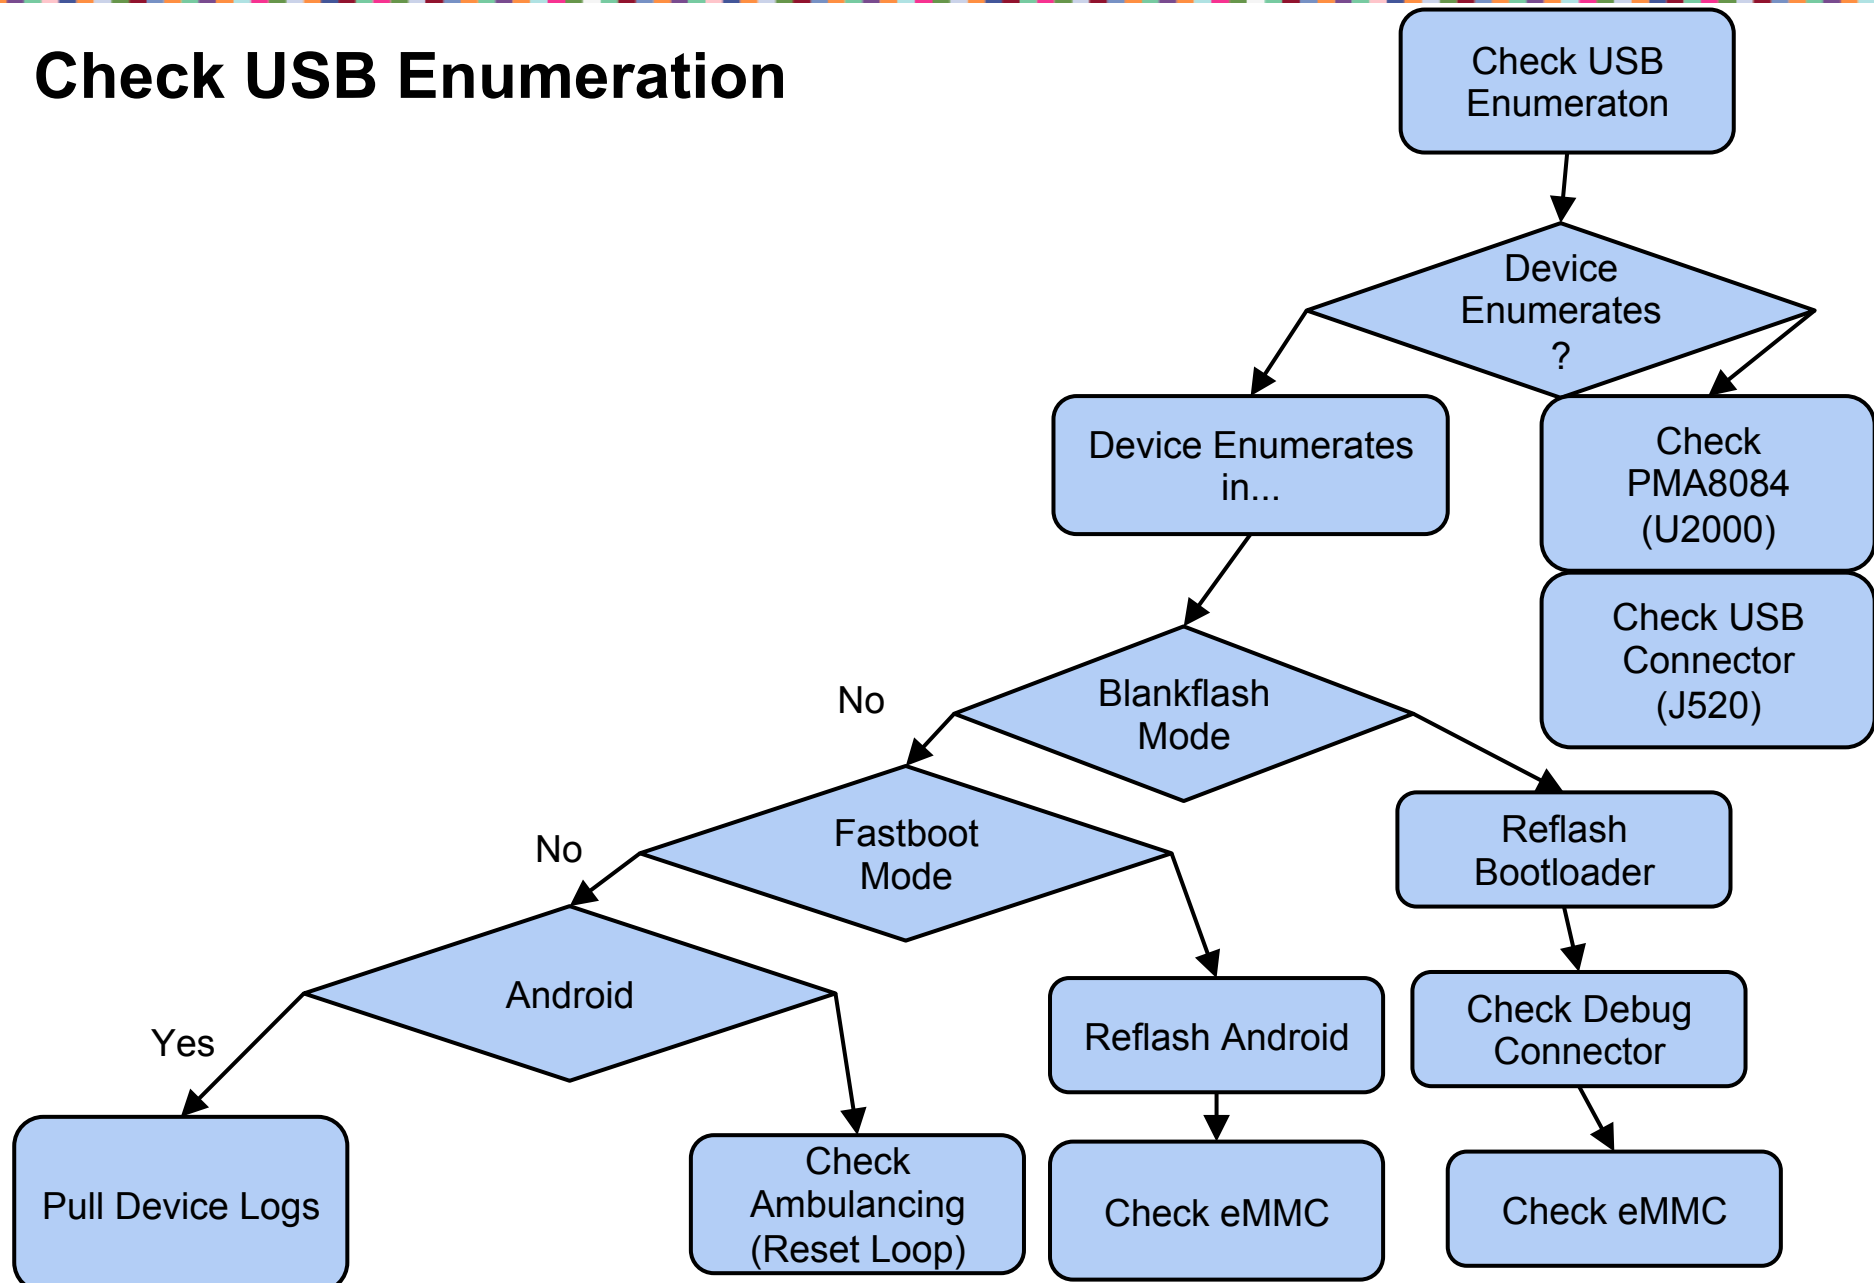 Check USB Enumeration
Check USB
Enumeraton
Device
Enumerates
?
Device Enumerates
in...
Check
PMA8084
(U2000)
Check USB
Connector
(J520)
No
Blankflash
Mode
No
Fastboot
Mode
Reflash
Bootloader
Yes
Android
Reflash Android
Check Debug
Connector
Pull Device Logs
Check
Ambulancing
(Reset Loop)
Check eMMC
Check eMMC